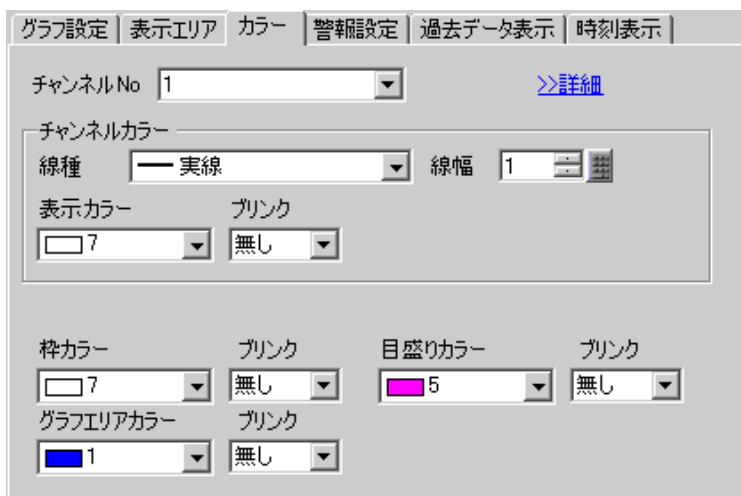 グラフ設定 表示エリア カラー 警報設定 過去データ表示 時刻表示
チャンネルNo 1 >>詳細
チャンネルカラー
線種 実線 線幅 1
表示カラー ブリンク
7 無し
枠カラー ブリンク 目盛りカラー ブリンク
7 無し 5 無し
グラフエリアカラー ブリンク
1 無し